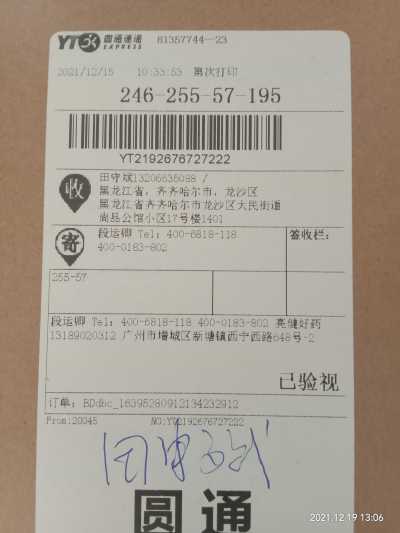 YTO 圆通速递 81357744--23
EXPRESS
2021/12/15 10:33:53 第次打印
246-255-57-195
YT2192676727222
收
田守斌13206636088 /
黑龙江省, 齐齐哈尔市, 龙沙区
黑龙江省齐齐哈尔市龙沙区大民街道
尚县公馆小区17号楼1401
寄
段运卿 Tel: 400-6818-118
400-0183-802
签收栏:
255-57
段运卿 Tel: 400-6818-118 400-0183-802 亮健好药
13189020312 广州市增城区新塘镇西宁西路648号-2
已验视
订单: BDdbc_16395280912134232912
From:20045 NO:YT2192676727222
圆通
2021.12.19 13:06